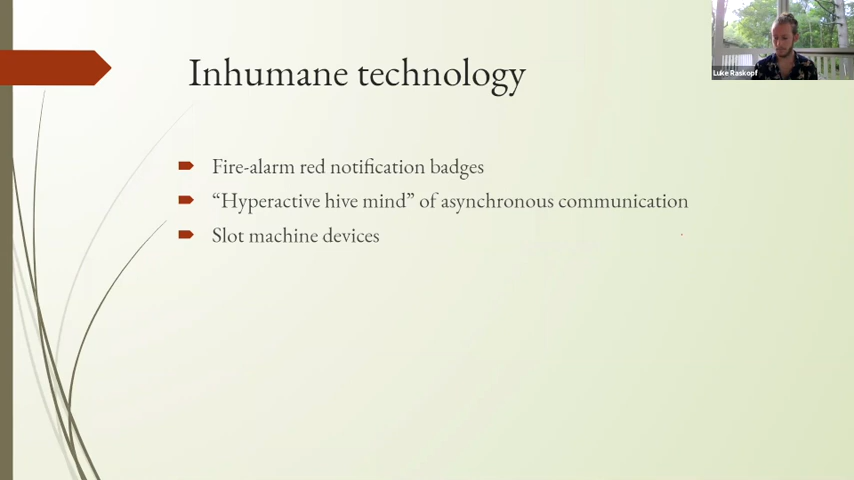 Inhumane technology
Luke Raskopf
Fire-alarm red notification badges
“Hyperactive hive mind” of asynchronous communication
Slot machine devices